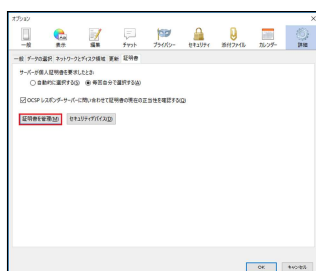 オプション
一般 表示 編集 チャット プライバシー セキュリティ 添付ファイル カレンダー 詳細
一般 データの選択 ネットワークとディスク領域 更新 証明書
サーバーが個人証明書を要求したとき:
自動的に選択する(S) 毎回自分で選択する(A)
OCSP レスポンダーサーバーに問い合わせて証明書の現在の正当性を確認する(Q)
証明書を管理(M) セキュリティデバイス(D)
OK キャンセル